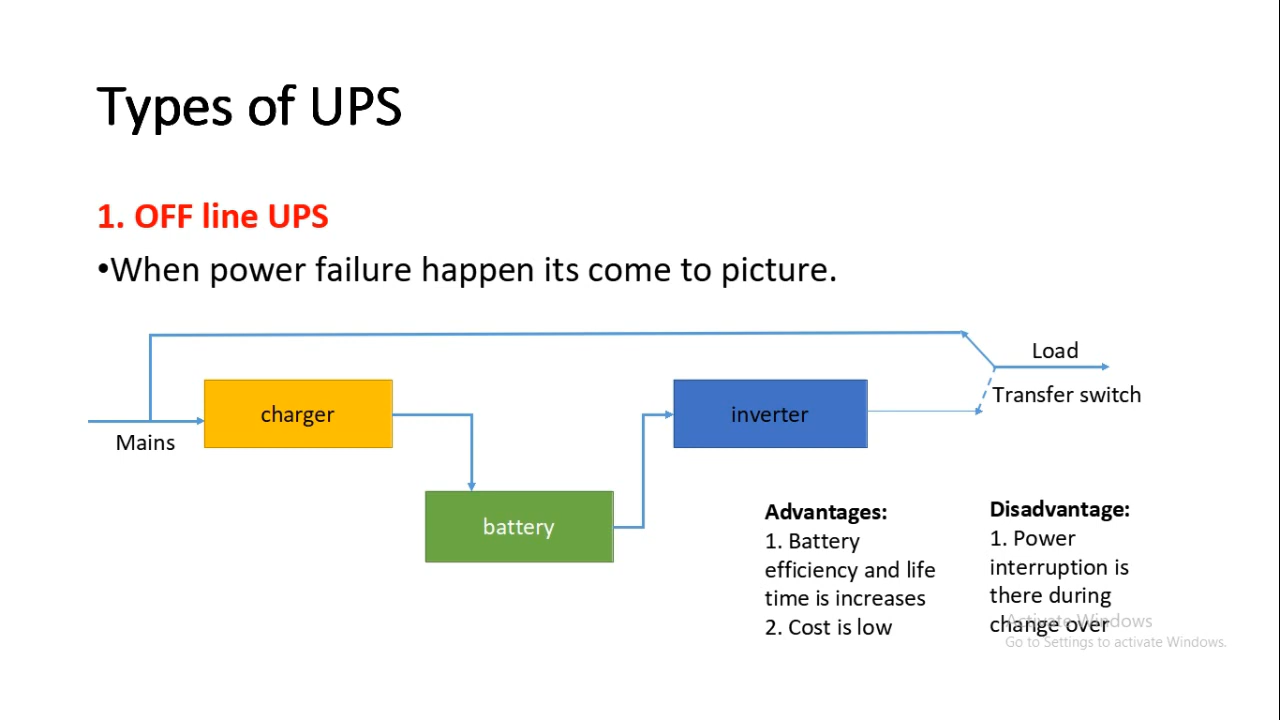 Types of UPS
1. OFF line UPS
•When power failure happen its come to picture.
Load
Transfer switch
charger
inverter
Mains
battery
Advantages:
1. Battery
efficiency and life
time is increases
2. Cost is low
Disadvantage:
1. Power
interruption is
there during
change over
Activate Windows
Go to Settings to activate Windows.